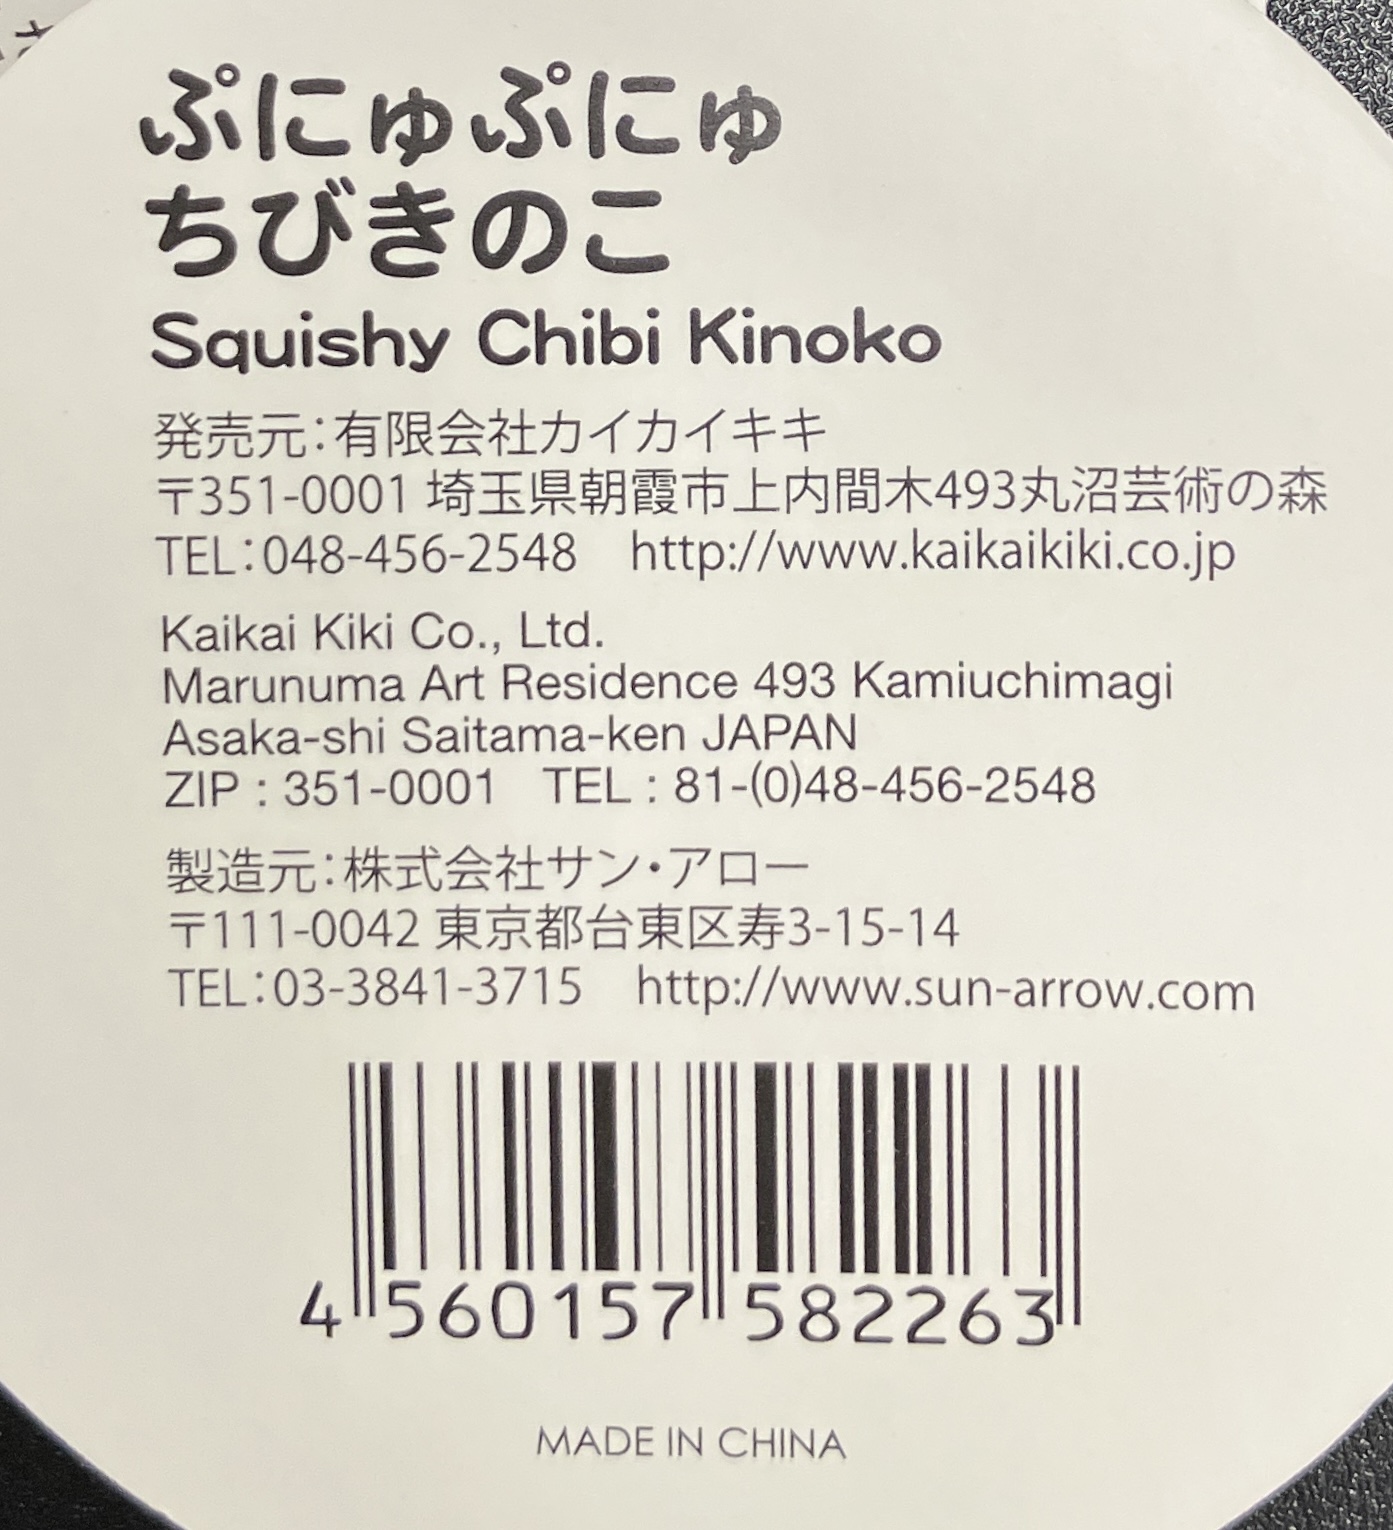 ぷにゅぷにゅ
ちびきのこ
Squishy Chibi Kinoko
発売元:有限会社カイカイキキ
〒351-0001 埼玉県朝霞市上内間木493丸沼芸術の森
TEL:048-456-2548　http://www.kaikaikiki.co.jp
Kaikai Kiki Co., Ltd.
Marunuma Art Residence 493 Kamiuchimagi
Asaka-shi Saitama-ken JAPAN
ZIP : 351-0001 TEL : 81-(0)48-456-2548
製造元:株式会社サン・アロー
〒111-0042 東京都台東区寿3-15-14
TEL:03-3841-3715　http://www.sun-arrow.com
4 560157 582263
MADE IN CHINA